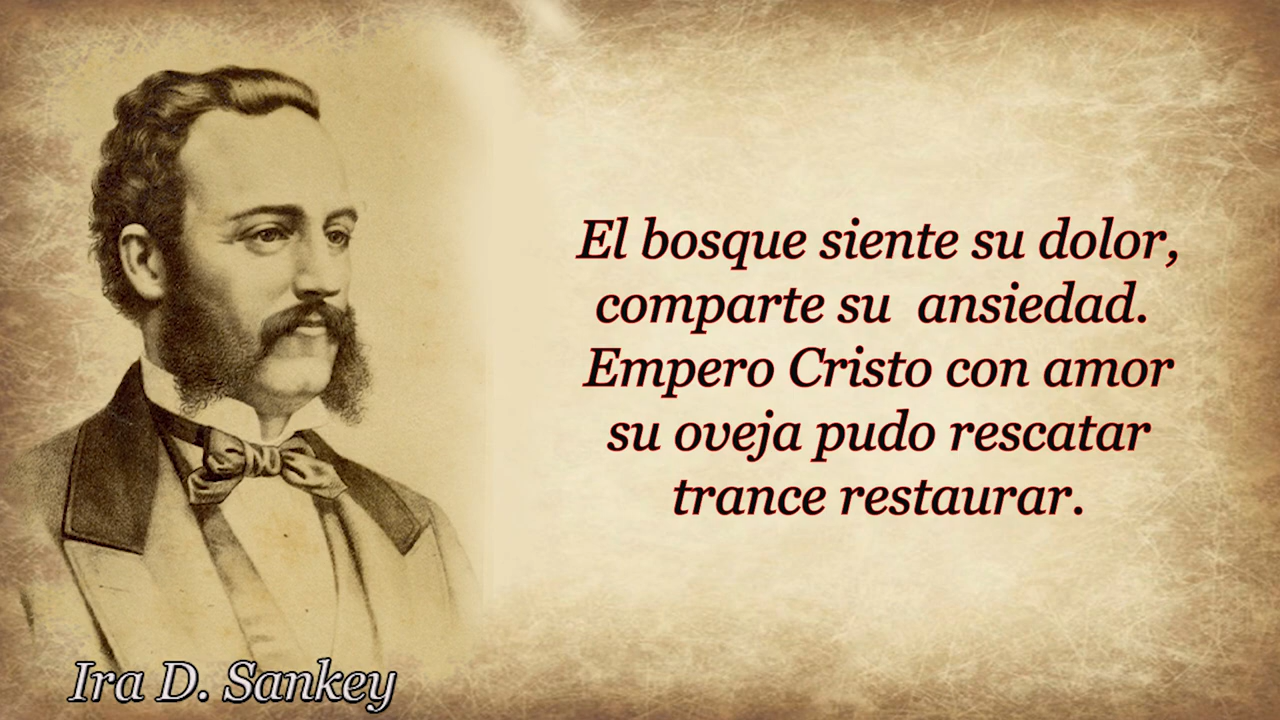 El bosque siente su dolor,
comparte su ansiedad.
Empero Cristo con amor
su oveja pudo rescatar
trance restaurar.
Ira D. Sankey